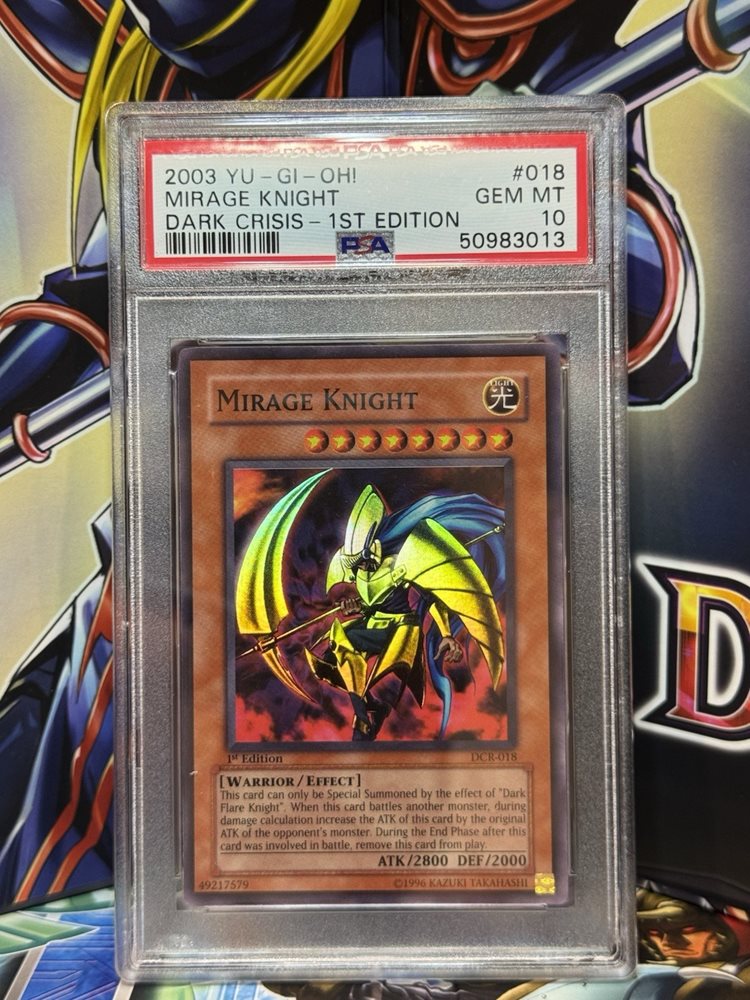 2003 YU-GI-OH! #018
MIRAGE KNIGHT GEM MT
DARK CRISIS-1ST EDITION 10
PSA 50983013
MIRAGE KNIGHT
LIGHT
光
1st Edition DCR-018
[WARRIOR/EFFECT]
This card can only be Special Summoned by the effect of "Dark
Flare Knight". When this card battles another monster, during
damage calculation increase the ATK of this card by the original
ATK of the opponent's monster. During the End Phase after this
card was involved in battle, remove this card from play.
ATK/2800 DEF/2000
49217579 ©1996 KAZUKI TAKAHASHI
D